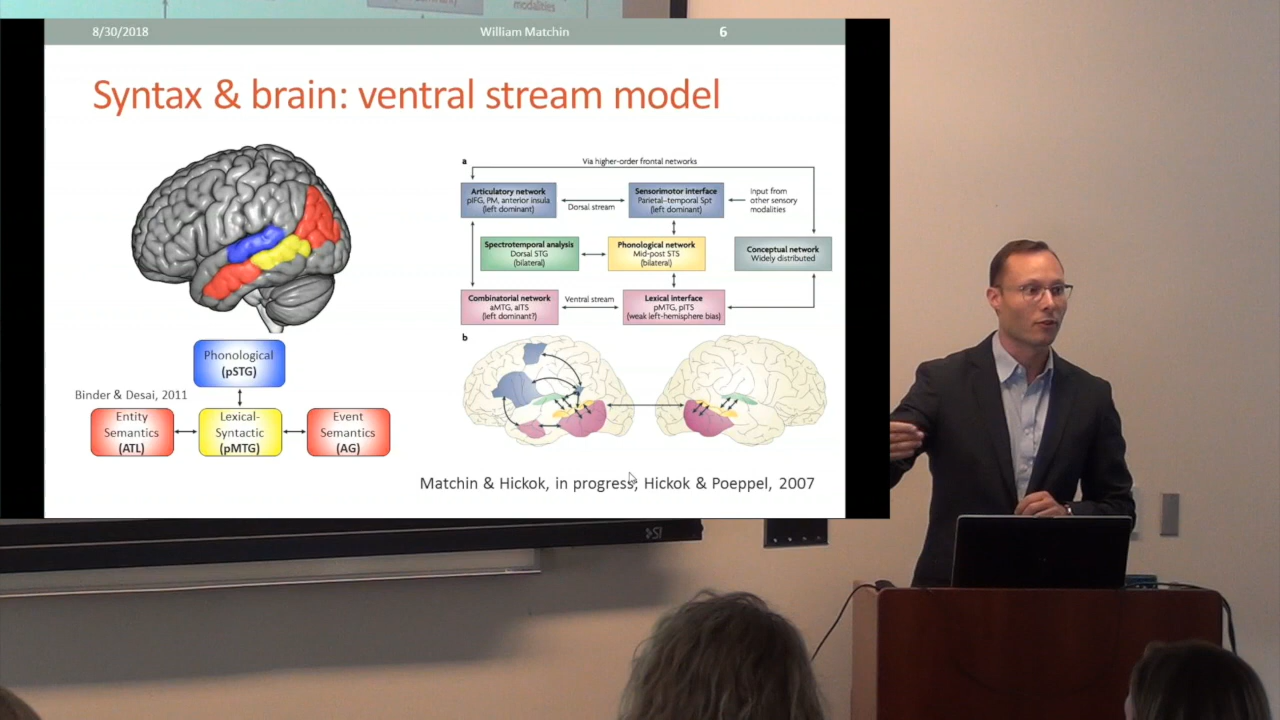 modalities
8/30/2018
William Matchin
6
Syntax & brain: ventral stream model
Phonological
(pSTG)
Binder & Desai, 2011
Entity
Semantics
(ATL)
Lexical-
Syntactic
(pMTG)
Event
Semantics
(AG)
a
Via higher-order frontal networks
Articulatory network
pIFG, PM, anterior insula
(left dominant)
Dorsal stream
Sensorimotor interface
Parietal–temporal Spt
(left dominant)
Input from
other sensory
modalities
Spectrotemporal analysis
Dorsal STG
(bilateral)
Phonological network
Mid-post STS
(bilateral)
Conceptual network
Widely distributed
Combinatorial network
aMTG, aITS
(left dominant?)
Ventral stream
Lexical interface
pMTG, pITS
(weak left-hemisphere bias)
b
Matchin & Hickok, in progress; Hickok & Poeppel, 2007